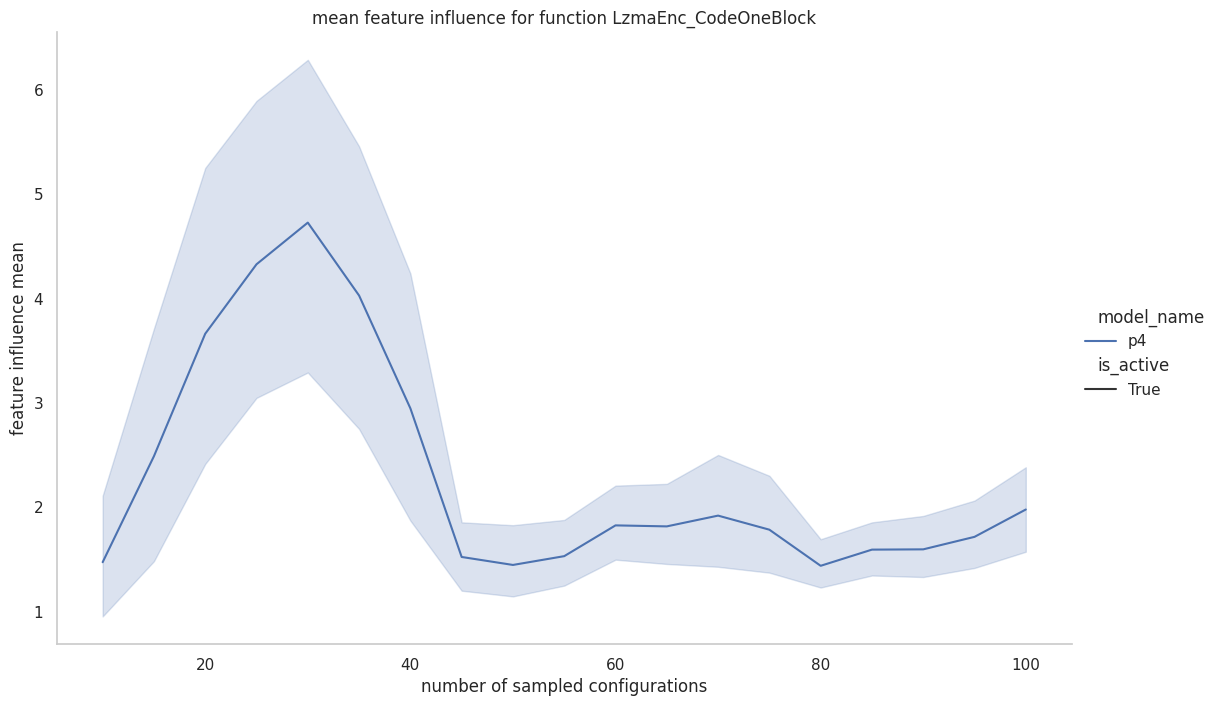 mean feature influence for function LzmaEnc_CodeOneBlock
feature influence mean
6
5
4
3
2
1
20 40 60 80 100
number of sampled configurations
model_name
p4
is_active
True